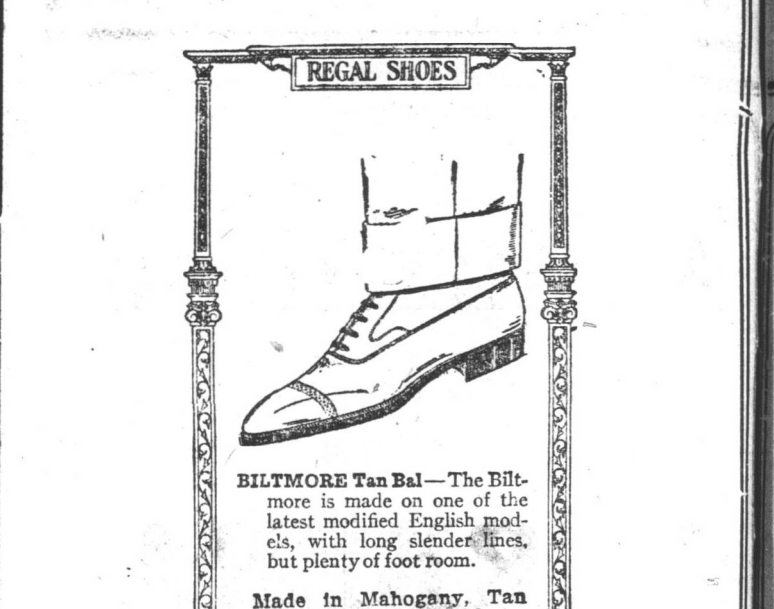 REGAL SHOES
BILTMORE Tan Bal—The Bilt-
more is made on one of the
latest modified English mod-
els, with long slender lines,
but plenty of foot room.
Made in Mahogany, Tan